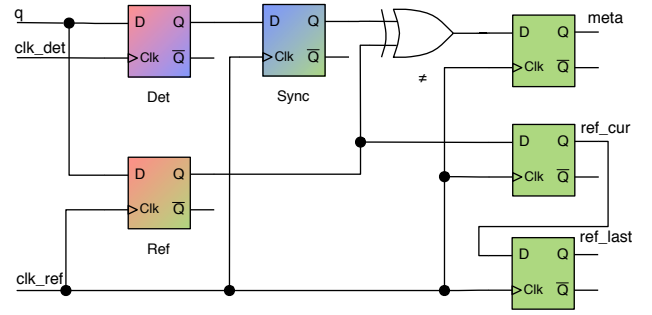 q
D Q
Clk Q̅
Det
D Q
Clk Q̅
Sync
≠
meta
D Q
Clk Q̅
clk_det
D Q
Clk Q̅
Ref
ref_cur
D Q
Clk Q̅
ref_last
D Q
Clk Q̅
clk_ref